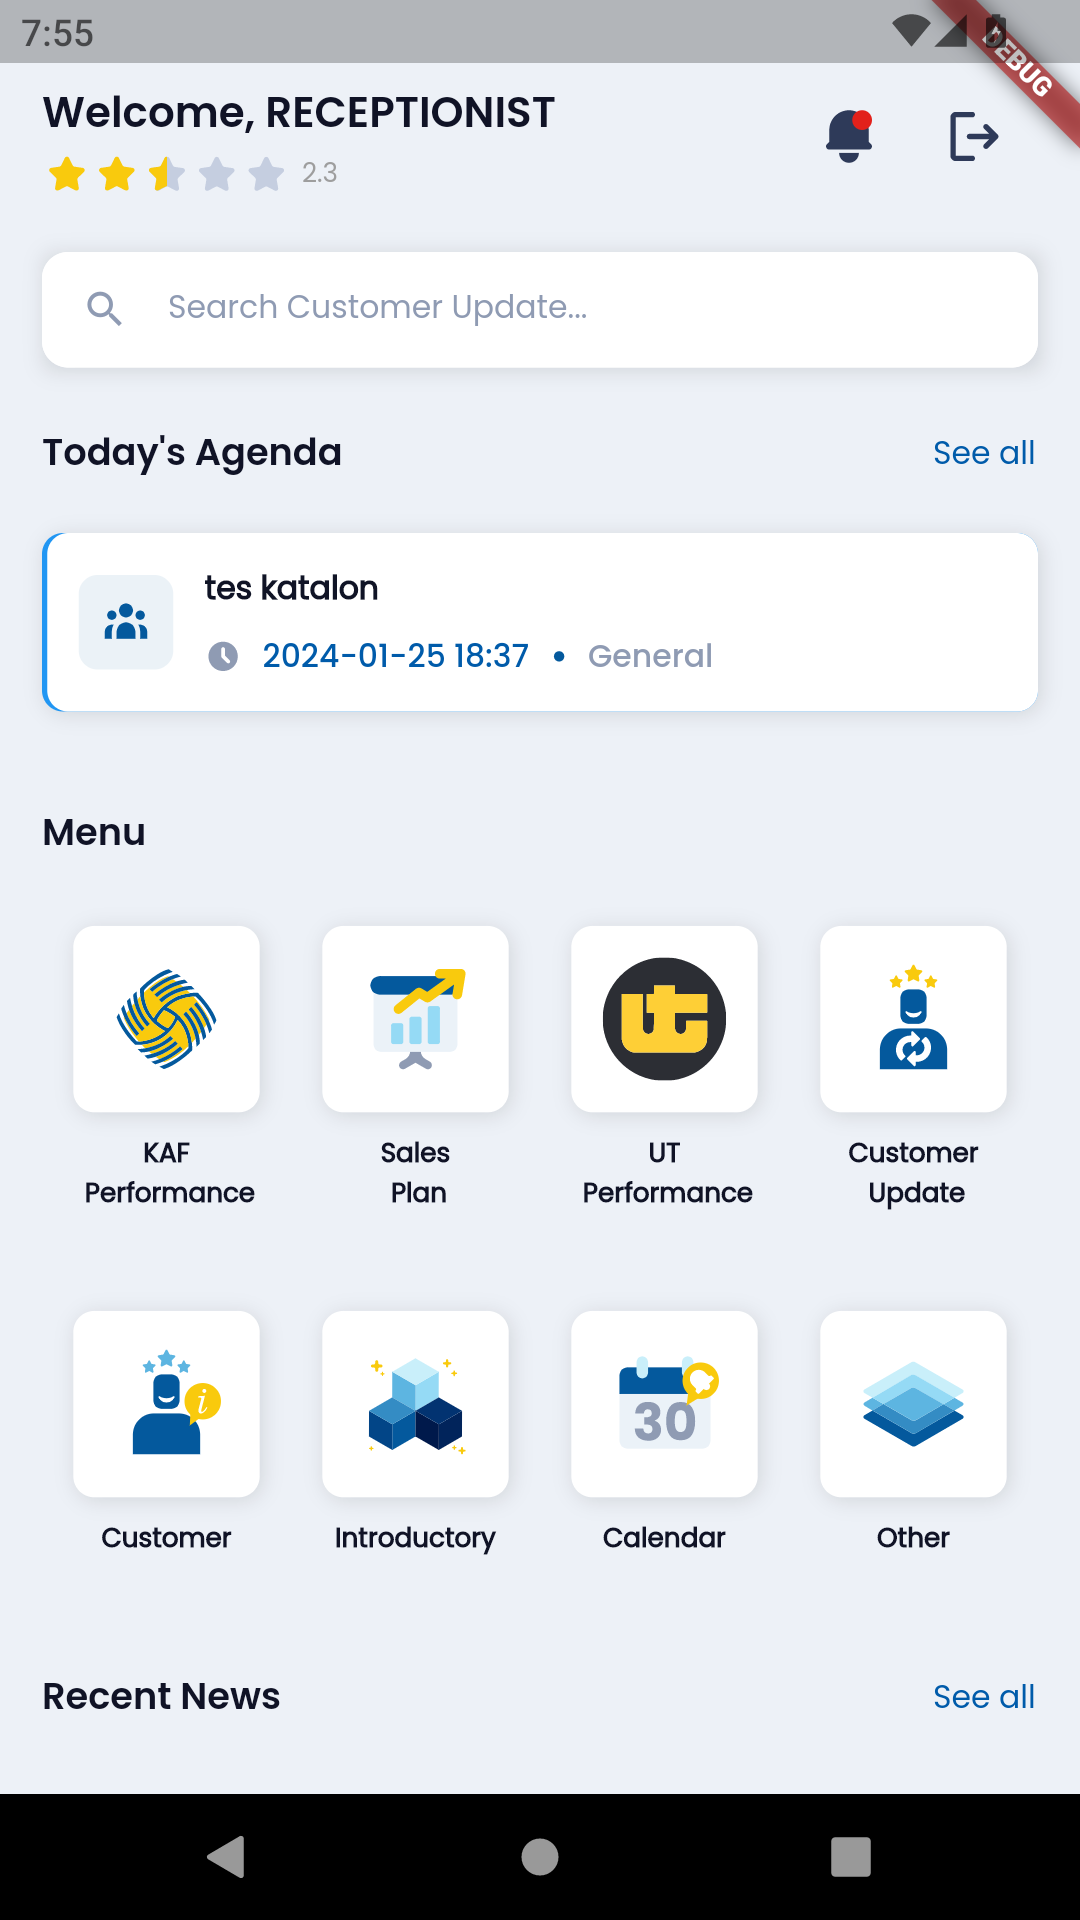 7:55
DEBUG
Welcome, RECEPTIONIST
2.3
Search Customer Update...
Today's Agenda
See all
tes katalon
2024-01-25 18:37 • General
Menu
ut
KAF
Performance
Sales
Plan
UT
Performance
Customer
Update
i
30
Customer
Introductory
Calendar
Other
Recent News
See all